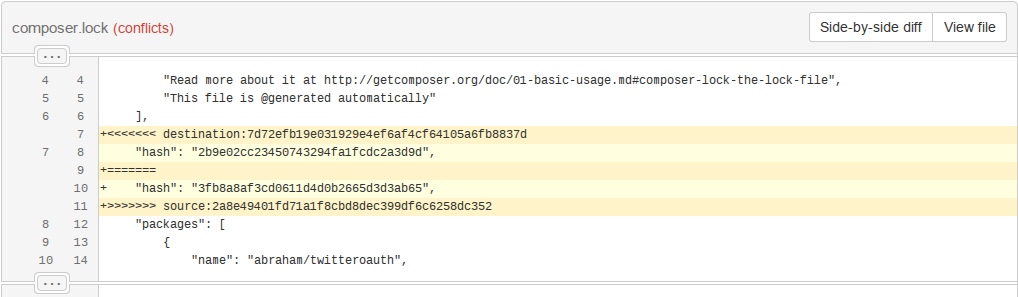 composer.lock (conflicts)
Side-by-side diff View file
...
4 4 "Read more about it at http://getcomposer.org/doc/01-basic-usage.md#composer-lock-the-lock-file",
5 5 "This file is @generated automatically"
6 6 ],
7 +<<<<<<< destination:7d72efb19e031929e4ef6af4cf64105a6fb8837d
7 8 "hash": "2b9e02cc23450743294fa1fcdc2a3d9d",
9 +=======
10 + "hash": "3fb8a8af3cd0611d4d0b2665d3d3ab65",
11 +>>>>>>> source:2a8e49401fd71a1f8cbd8dec399df6c6258dc352
8 12 "packages": [
9 13 {
10 14 "name": "abraham/twitteroauth",
...